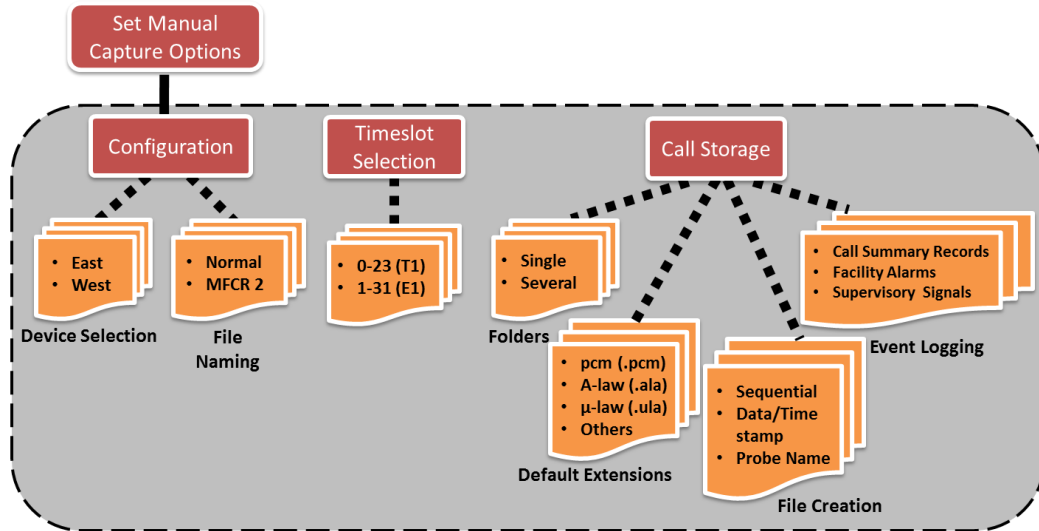 Set Manual
Capture Options
Configuration
Timeslot
Selection
Call Storage
• East
• West
Device Selection
• Normal
• MFCR 2
File
Naming
• 0-23 (T1)
• 1-31 (E1)
• Single
• Several
Folders
• pcm (.pcm)
• A-law (.ala)
• µ-law (.ula)
• Others
Default Extensions
• Sequential
• Data/Time
stamp
• Probe Name
File Creation
• Call Summary Records
• Facility Alarms
• Supervisory Signals
Event Logging